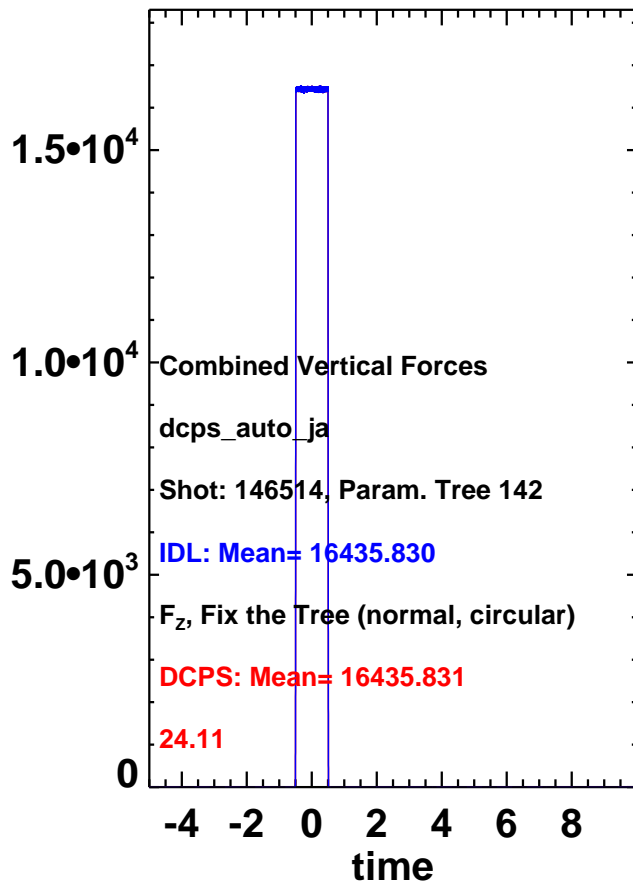 1.5•10⁴
1.0•10⁴
Combined Vertical Forces
dcps_auto_ja
Shot: 146514, Param. Tree 142
IDL: Mean= 16435.830
5.0•10³
F_Z, Fix the Tree (normal, circular)
DCPS: Mean= 16435.831
24.11
0
-4 -2 0 2 4 6 8
time